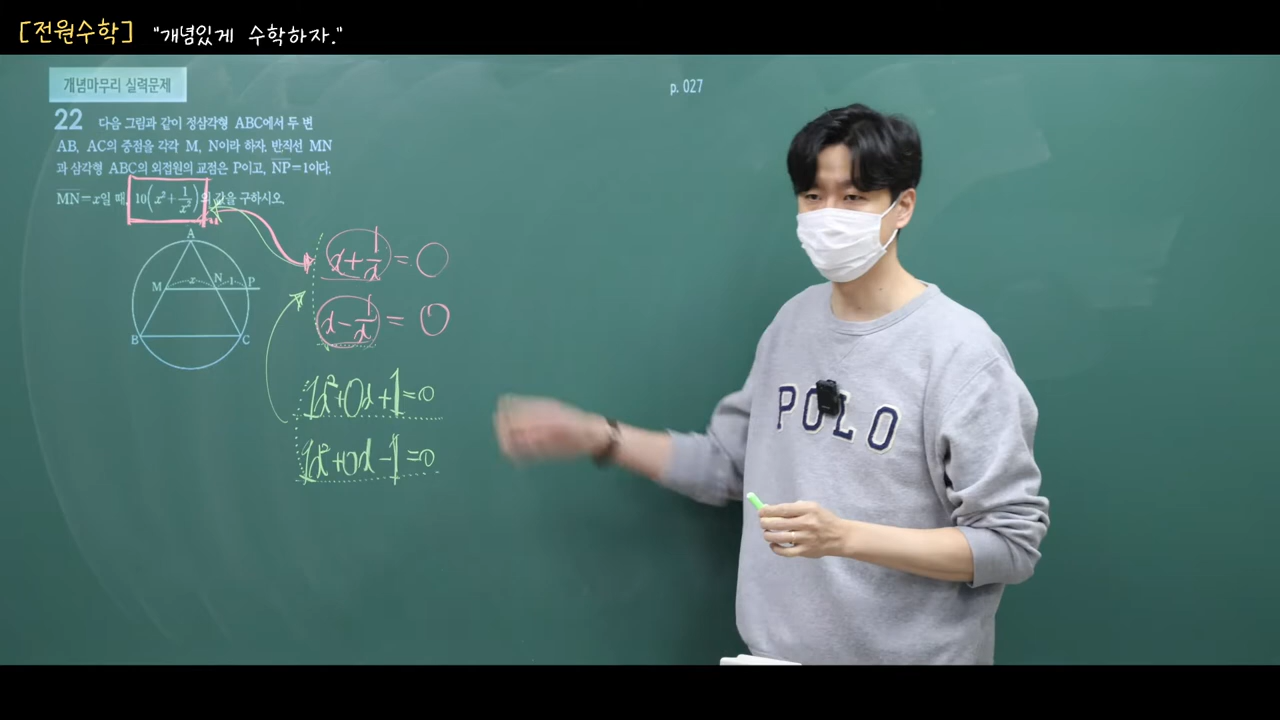 [전원수학] "개념있게 수학하자."
개념마무리 실력문제
p. 027
22 다음 그림과 같이 정삼각형 ABC에서 두 변
AB, AC의 중점을 각각 M, N이라 하자. 반직선 MN
과 삼각형 ABC의 외접원의 교점은 P이고, NP=1이다.
MN=x일 때, 10(x²+1/x²)의 값을 구하시오.
A
M x N 1 P
B C
x+1/x=○
x-1/x=○
1x²+○x+1=0
1x²+○x-1=0
POLO